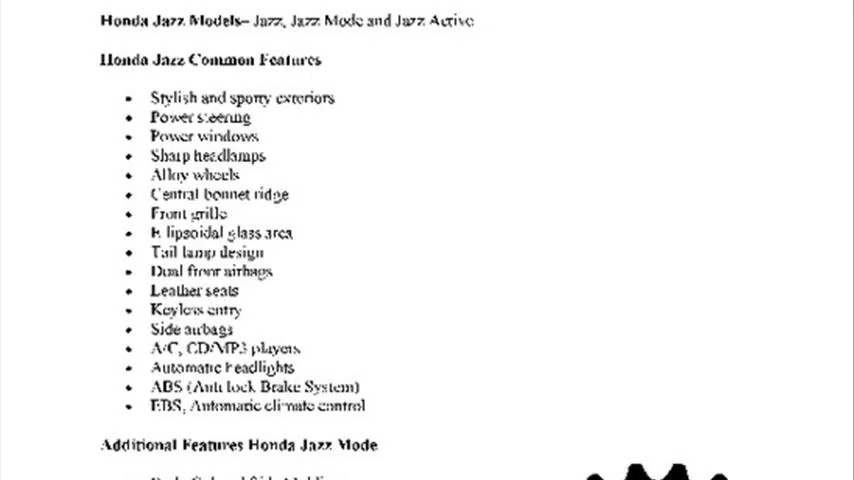 Honda Jazz Models– Jazz, Jazz Mode and Jazz Active
Honda Jazz Common Features
• Stylish and sporty exteriors
• Power steering
• Power windows
• Sharp headlamps
• Alloy wheels
• Central bonnet ridge
• Front grille
• E lipsoidal glass area
• Tail lamp design
• Dual front airbags
• Leather seats
• Keyless entry
• Side airbags
• A/C, CD/MP3 players
• Automatic headlights
• ABS (Anti lock Brake System)
• EBS, Automatic climate control
Additional Features Honda Jazz Mode